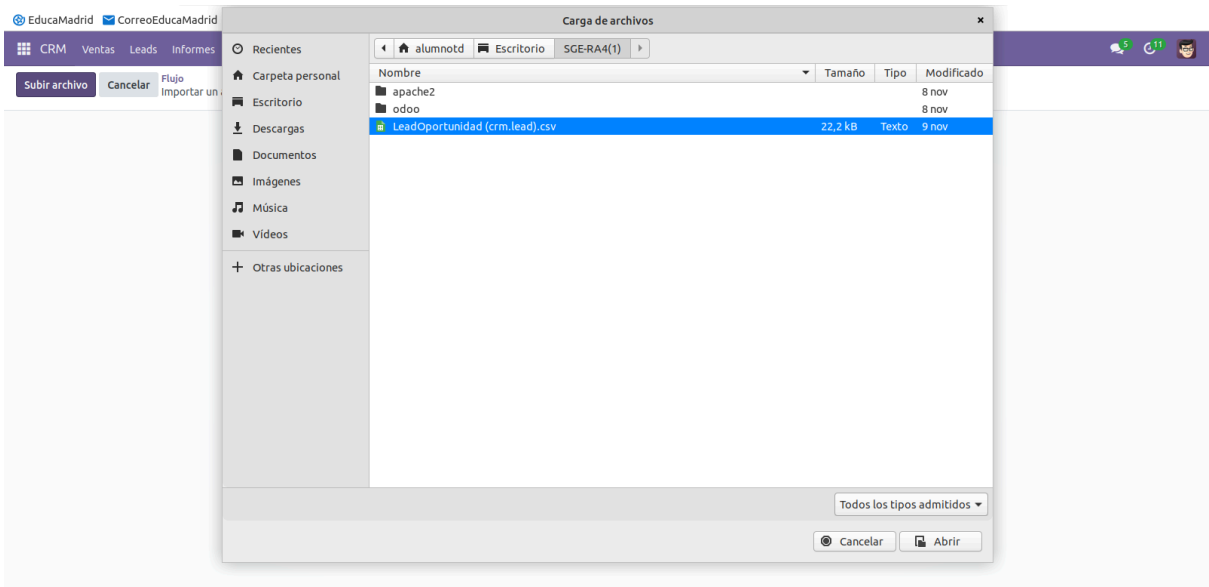 EducaMadrid CorreoEducaMadrid
Carga de archivos
CRM Ventas Leads Informes
5 11
Subir archivo Cancelar Flujo
Importar un
Recientes
Carpeta personal
Escritorio
Descargas
Documentos
Imágenes
Música
Vídeos
Otras ubicaciones
alumnotd Escritorio SGE-RA4(1)
Nombre Tamaño Tipo Modificado
apache2 8 nov
odoo 8 nov
LeadOportunidad (crm.lead).csv 22,2 kB Texto 9 nov
Todos los tipos admitidos
Cancelar Abrir